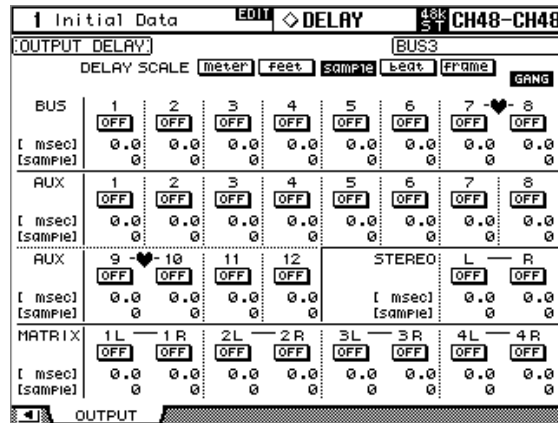 1 Initial Data EDIT ◇DELAY 48k ST CH48-CH48
OUTPUT DELAY BUS3
DELAY SCALE meter feet sample beat frame
GANG
BUS 1 2 3 4 5 6 7 -♥- 8
OFF OFF OFF OFF OFF OFF OFF OFF
[ msec] 0.0 0.0 0.0 0.0 0.0 0.0 0.0 0.0
[sample] 0 0 0 0 0 0 0 0
AUX 1 2 3 4 5 6 7 8
OFF OFF OFF OFF OFF OFF OFF OFF
[ msec] 0.0 0.0 0.0 0.0 0.0 0.0 0.0 0.0
[sample] 0 0 0 0 0 0 0 0
AUX 9 -♥- 10 11 12 STEREO L — R
OFF OFF OFF OFF OFF OFF
[ msec] 0.0 0.0 0.0 0.0 [ msec] 0.0 0.0
[sample] 0 0 0 0 [sample] 0 0
MATRIX 1L — 1R 2L — 2R 3L — 3R 4L — 4R
OFF OFF OFF OFF OFF OFF OFF OFF
[ msec] 0.0 0.0 0.0 0.0 0.0 0.0 0.0 0.0
[sample] 0 0 0 0 0 0 0 0
OUTPUT